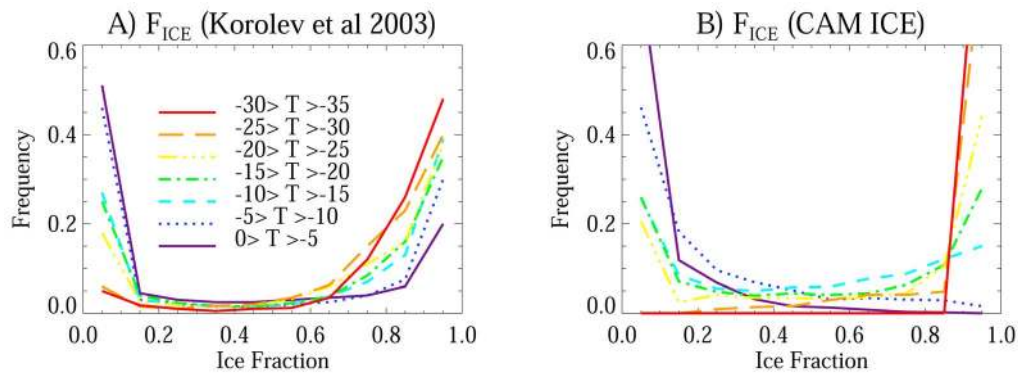 A) F_ICE (Korolev et al 2003)
0.6
0.4
0.2
0.0
Frequency
-30> T >-35
-25> T >-30
-20> T >-25
-15> T >-20
-10> T >-15
-5> T >-10
0> T >-5
0.0 0.2 0.4 0.6 0.8 1.0
Ice Fraction
B) F_ICE (CAM ICE)
0.6
0.4
0.2
0.0
Frequency
0.0 0.2 0.4 0.6 0.8 1.0
Ice Fraction